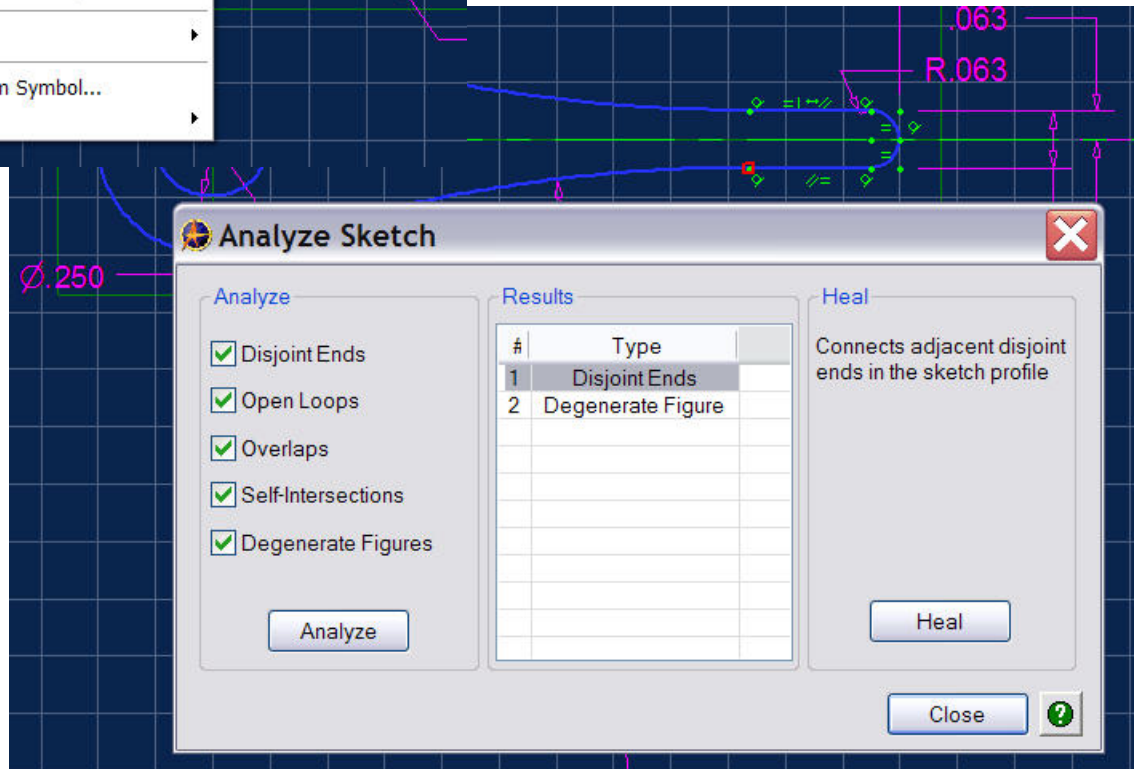 m Symbol...
.063
R.063
Ø.250
Analyze Sketch
Analyze
Disjoint Ends
Open Loops
Overlaps
Self-Intersections
Degenerate Figures
Analyze
Results
# Type
1 Disjoint Ends
2 Degenerate Figure
Heal
Connects adjacent disjoint
ends in the sketch profile
Heal
Close
?